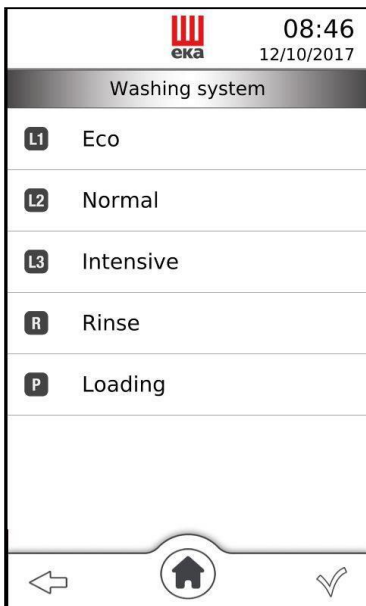 08:46
eka
12/10/2017
Washing system
L1 Eco
L2 Normal
L3 Intensive
R Rinse
P Loading